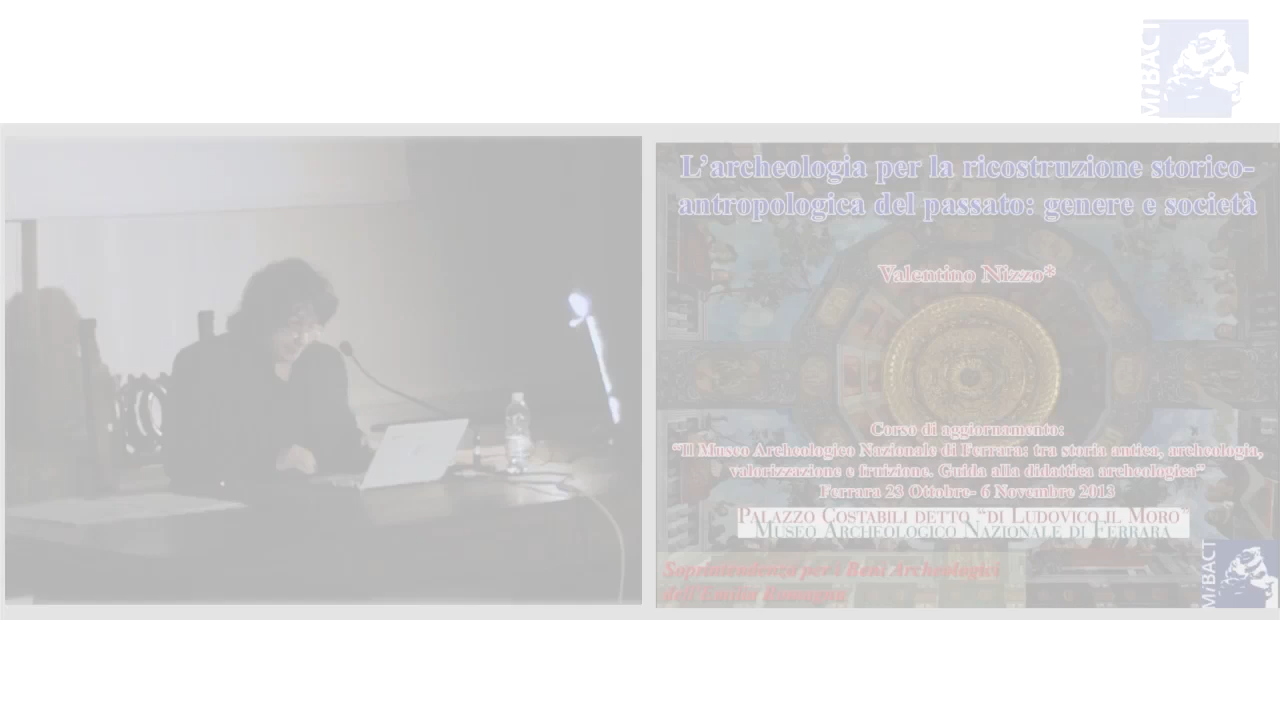 MiBACT
L'archeologia per la ricostruzione storico-
antropologica del passato: genere e società
Valentino Nizzo*
Corso di aggiornamento:
"Il Museo Archeologico Nazionale di Ferrara: tra storia antica, archeologia,
valorizzazione e fruizione. Guida alla didattica archeologica"
Ferrara 23 Ottobre- 6 Novembre 2013
PALAZZO COSTABILI DETTO "DI LUDOVICO IL MORO"
MUSEO ARCHEOLOGICO NAZIONALE DI FERRARA
Soprintendenza per i Beni Archeologici
dell'Emilia Romagna
MiBACT